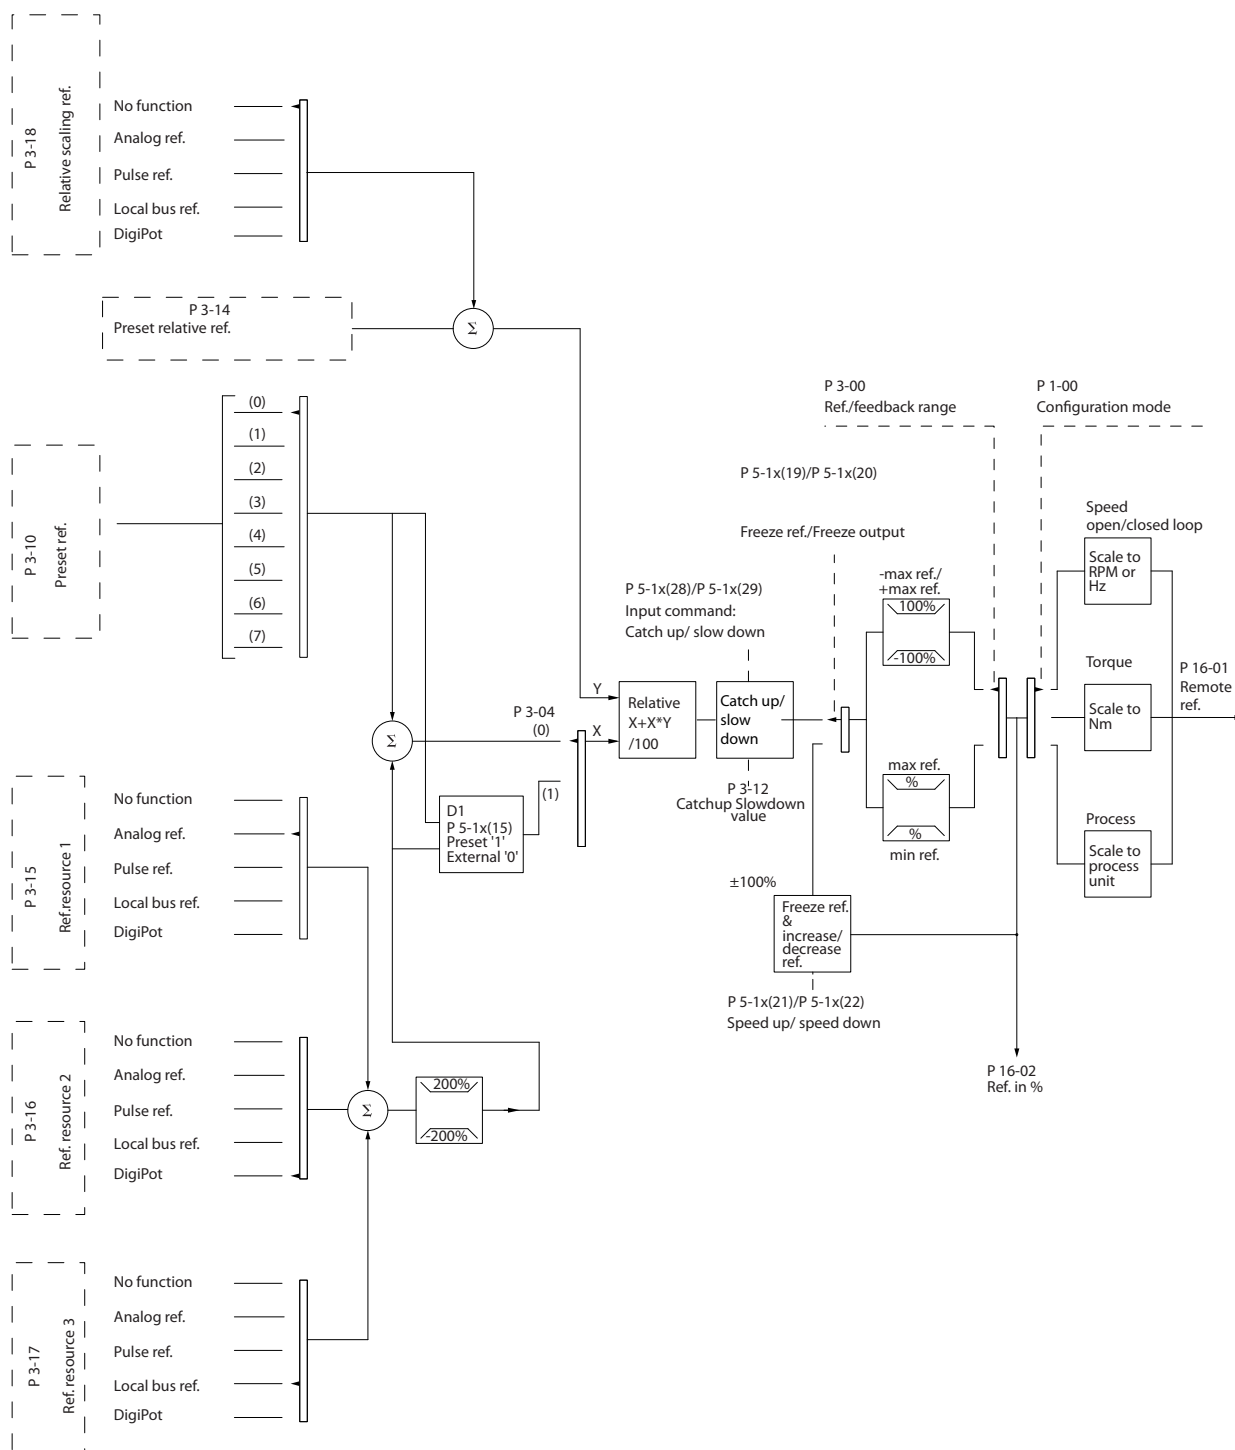 P 3-18
Relative scaling ref.
No function
Analog ref.
Pulse ref.
Local bus ref.
DigiPot
P 3-14
Preset relative ref.
Σ
P 3-10
Preset ref.
(0)
(1)
(2)
(3)
(4)
(5)
(6)
(7)
Σ
P 3-04
(0)
(1)
Y
X
D1
P 5-1x(15)
Preset '1'
External '0'
Relative
X+X*Y
/100
P 5-1x(28)/P 5-1x(29)
Input command:
Catch up/ slow down
Catch up/
slow
down
P 3-12
Catchup Slowdown
value
P 5-1x(19)/P 5-1x(20)
Freeze ref./Freeze output
P 3-00
Ref./feedback range
-max ref./
+max ref.
100%
-100%
max ref.
%
%
min ref.
P 1-00
Configuration mode
Speed
open/closed loop
Scale to
RPM or
Hz
Torque
Scale to
Nm
Process
Scale to
process
unit
P 16-01
Remote
ref.
±100%
Freeze ref.
&
increase/
decrease
ref.
P 5-1x(21)/P 5-1x(22)
Speed up/ speed down
P 16-02
Ref. in %
P 3-15
Ref.resource 1
No function
Analog ref.
Pulse ref.
Local bus ref.
DigiPot
P 3-16
Ref. resource 2
No function
Analog ref.
Pulse ref.
Local bus ref.
DigiPot
Σ
200%
-200%
P 3-17
Ref. resource 3
No function
Analog ref.
Pulse ref.
Local bus ref.
DigiPot